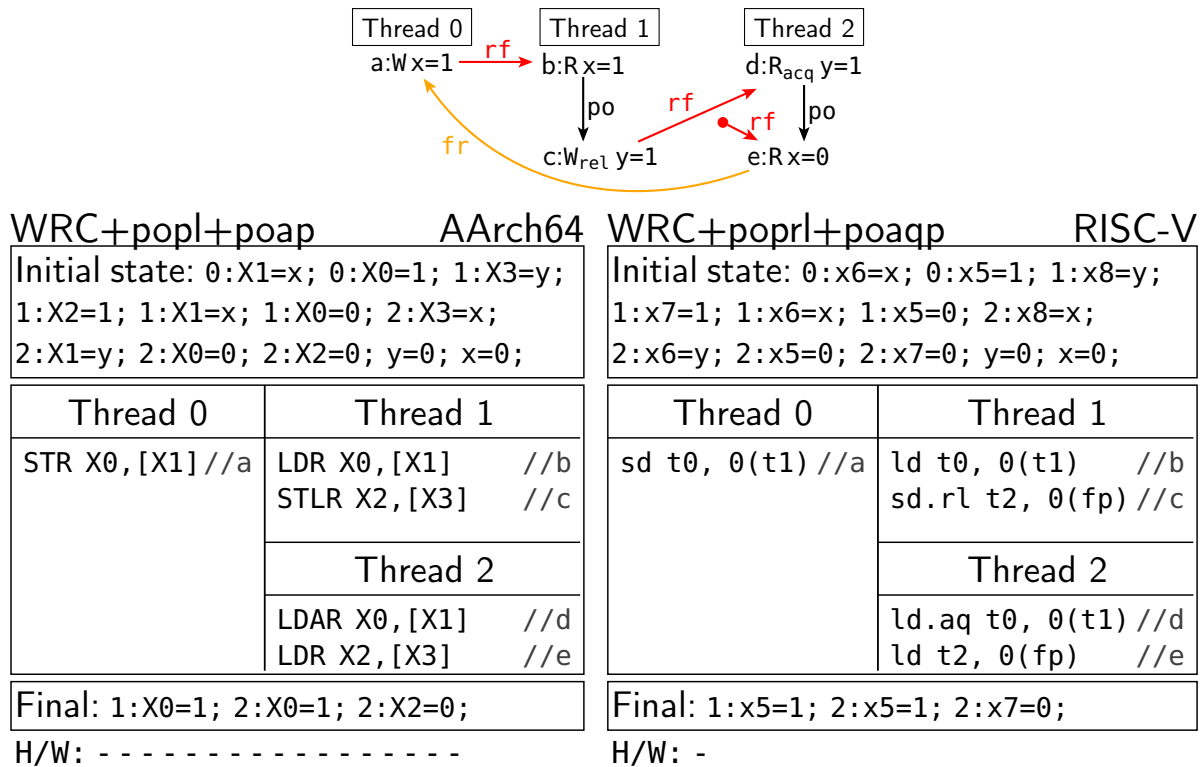 Thread 0 Thread 1 Thread 2
a:W x=1 rf b:R x=1 d:Racq y=1
po rf rf po
fr
c:Wrel y=1 e:R x=0
WRC+popl+poap AArch64
Initial state: 0:X1=x; 0:X0=1; 1:X3=y;
1:X2=1; 1:X1=x; 1:X0=0; 2:X3=x;
2:X1=y; 2:X0=0; 2:X2=0; y=0; x=0;
Thread 0 Thread 1
STR X0,[X1]//a LDR X0,[X1] //b
STLR X2,[X3] //c
Thread 2
LDAR X0,[X1] //d
LDR X2,[X3] //e
Final: 1:X0=1; 2:X0=1; 2:X2=0;
H/W: - - - - - - - - - - - - - - - - -
WRC+poprl+poaqp RISC-V
Initial state: 0:x6=x; 0:x5=1; 1:x8=y;
1:x7=1; 1:x6=x; 1:x5=0; 2:x8=x;
2:x6=y; 2:x5=0; 2:x7=0; y=0; x=0;
Thread 0 Thread 1
sd t0, 0(t1)//a ld t0, 0(t1) //b
sd.rl t2, 0(fp)//c
Thread 2
ld.aq t0, 0(t1)//d
ld t2, 0(fp) //e
Final: 1:x5=1; 2:x5=1; 2:x7=0;
H/W: -